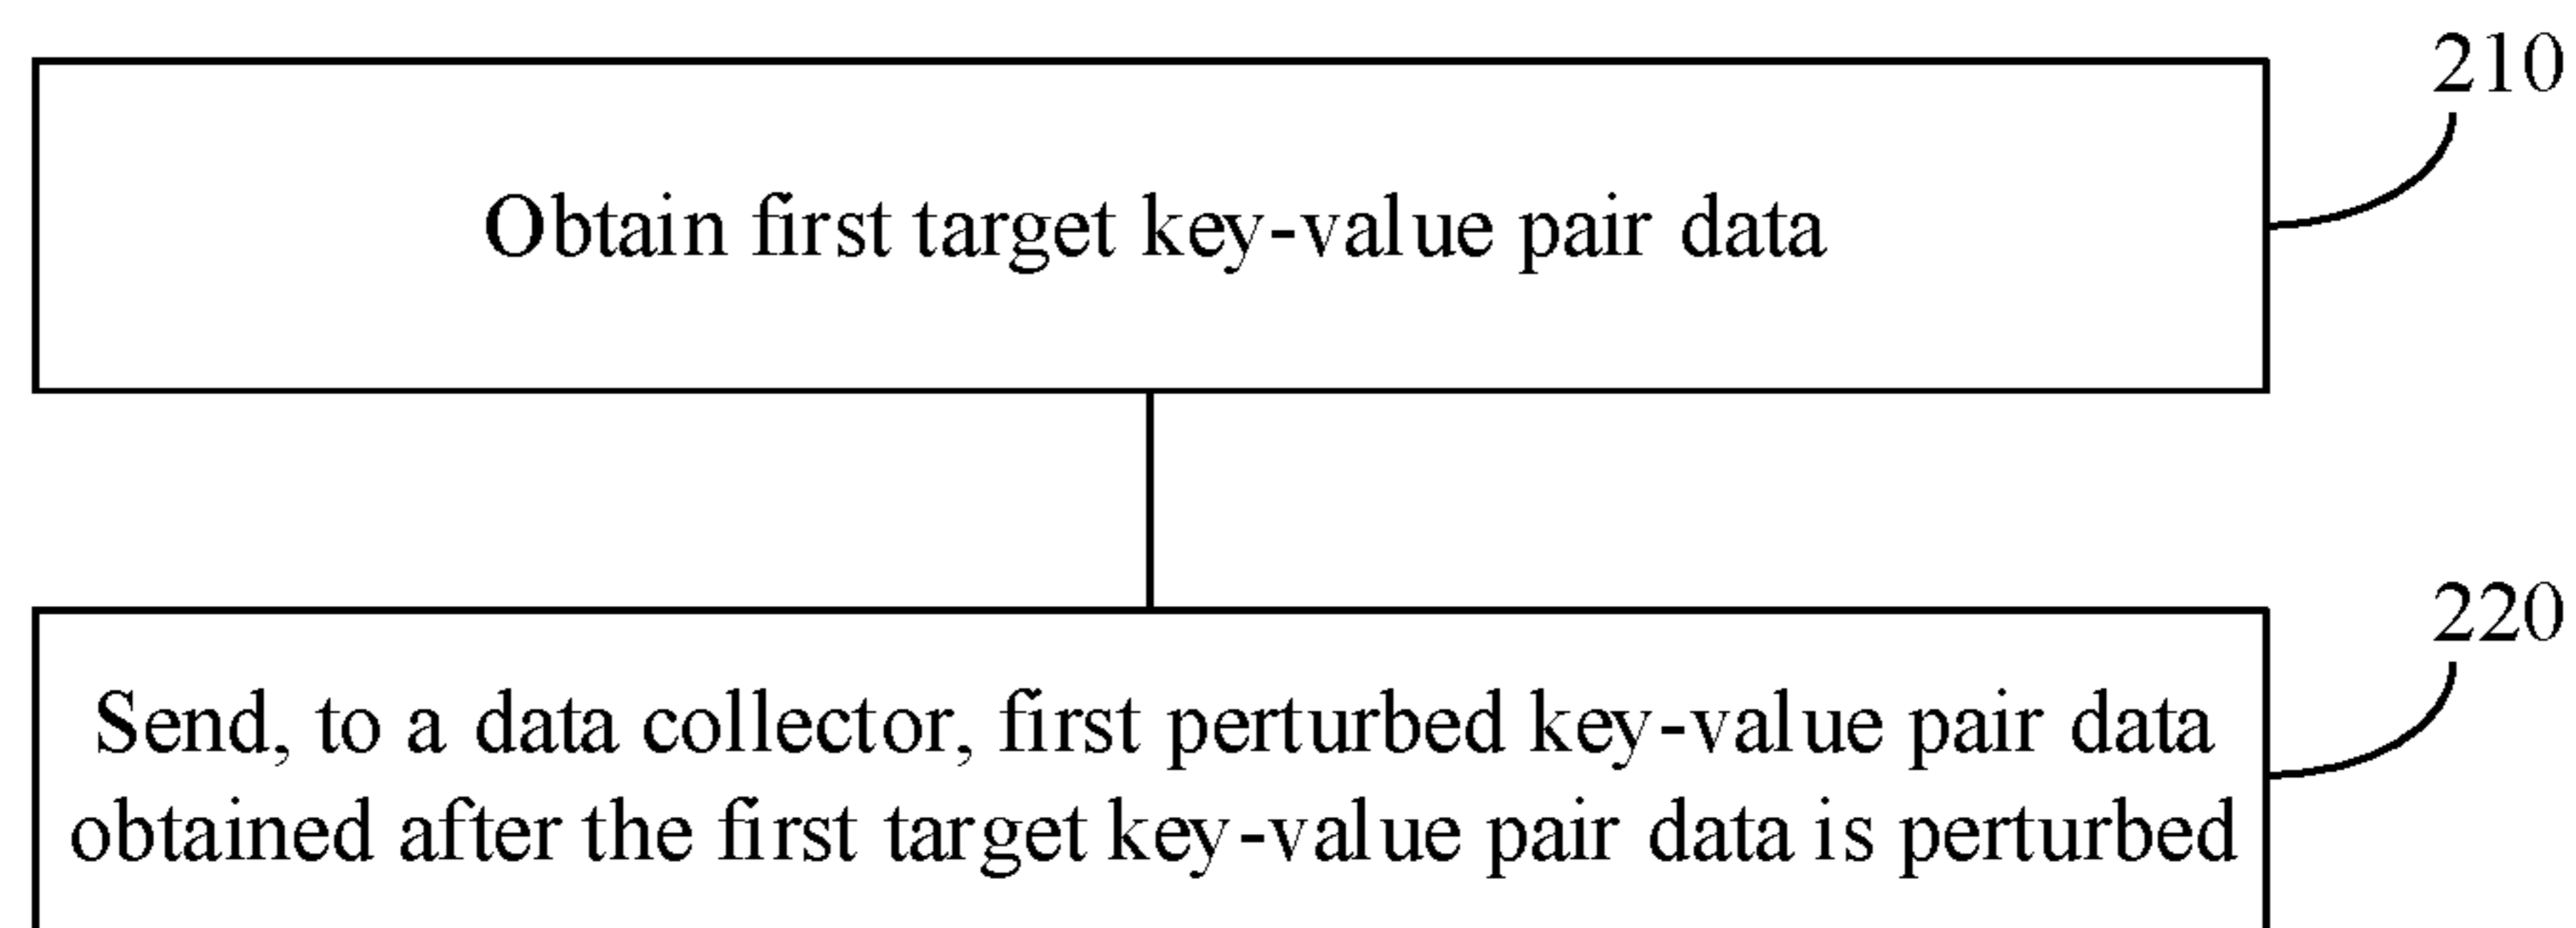 210
Obtain first target key-value pair data
220
Send, to a data collector, first perturbed key-value pair data
obtained after the first target key-value pair data is perturbed